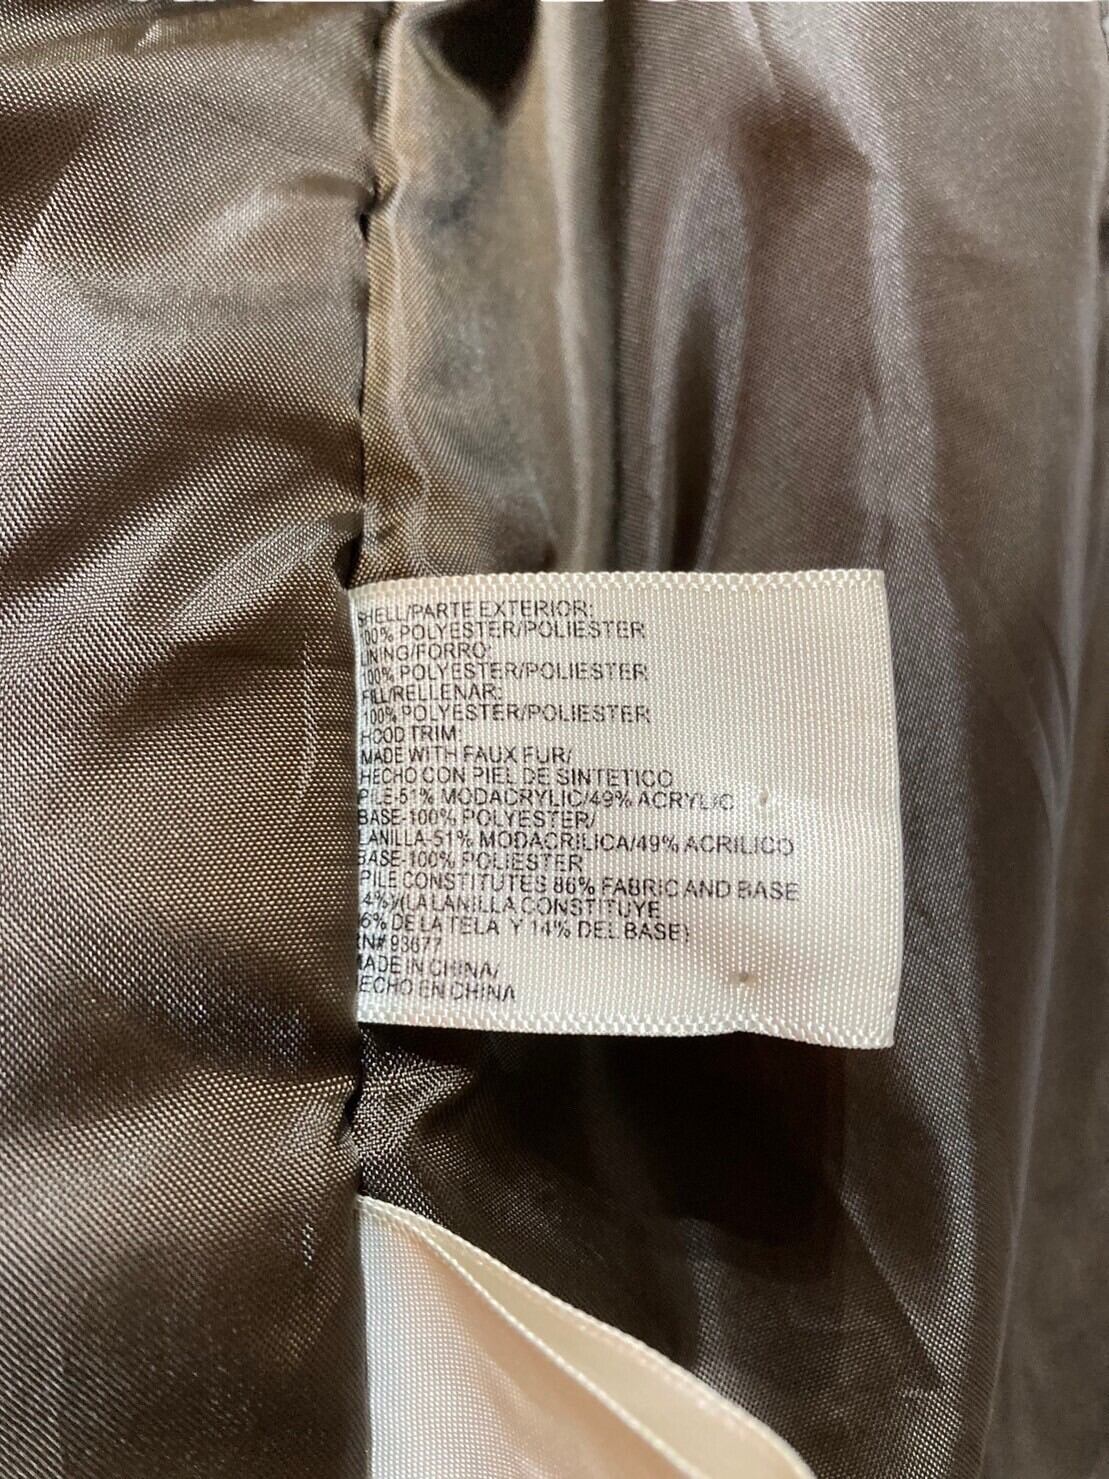 SHELL/PARTE EXTERIOR:
100% POLYESTER/POLIESTER
LINING/FORRO:
100% POLYESTER/POLIESTER
FILL/RELLENAR:
100% POLYESTER/POLIESTER
HOOD TRIM:
MADE WITH FAUX FUR/
HECHO CON PIEL DE SINTETICO
PILE-51% MODACRYLIC/49% ACRYLIC
BASE-100% POLYESTER/
LANILLA-51% MODACRILICA/49% ACRILICO
BASE-100% POLIESTER
PILE CONSTITUTES 86% FABRIC AND BASE
4%)/(LA LANILLA CONSTITUYE
6% DE LA TELA Y 14% DEL BASE)
RN# 93677
MADE IN CHINA/
HECHO EN CHINA